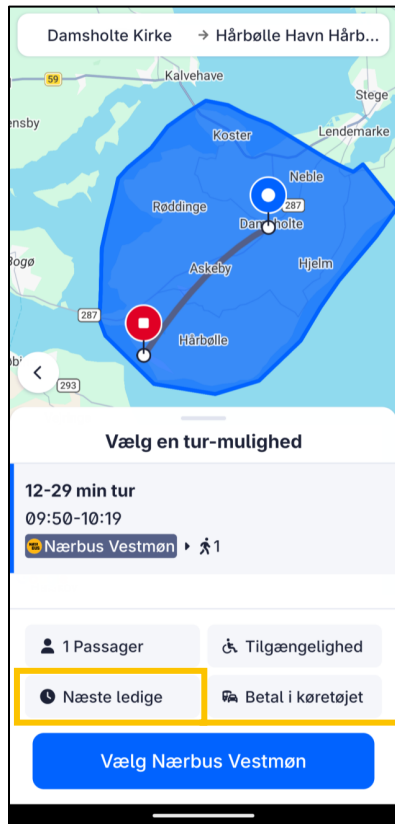 Damsholte Kirke → Hårbølle Havn Hårb...
59
Kalvehave
Stege
ensby
Koster
Lendemarke
Neble
Røddinge
287
Damsholte
Bogø
Askeby
Hjelm
287
Hårbølle
293
Vælg en tur-mulighed
12-29 min tur
09:50-10:19
Nærbus Vestmøn ▸ 1
1 Passager
Tilgængelighed
Næste ledige
Betal i køretøjet
Vælg Nærbus Vestmøn